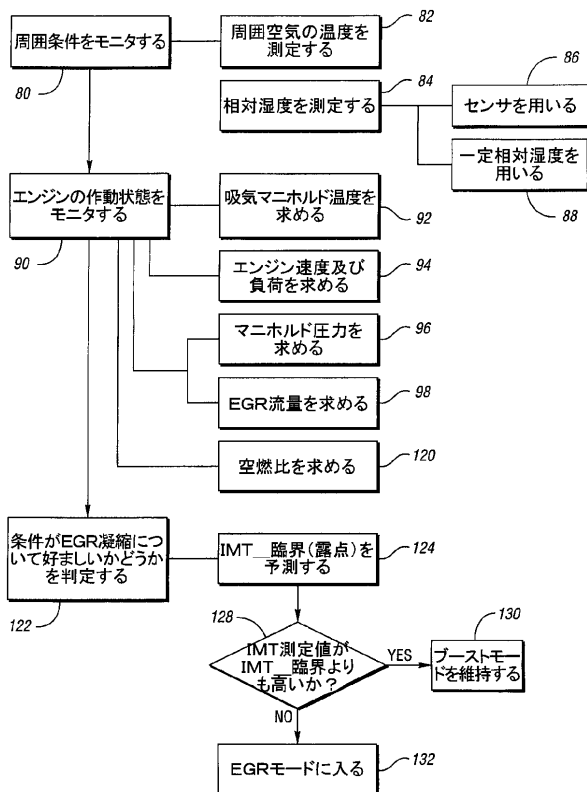 周囲条件をモニタする
80
周囲空気の温度を
測定する
82
相対湿度を測定する
84
センサを用いる
86
一定相対湿度を
用いる
88
エンジンの作動状態を
モニタする
90
吸気マニホルド温度を
求める
92
エンジン速度及び
負荷を求める
94
マニホルド圧力を
求める
96
EGR流量を求める
98
空燃比を求める
120
条件がEGR凝縮につ
いて好ましいかどうか
を判定する
122
IMT__臨界(露点)を
予測する
124
128
IMT測定値が
IMT__臨界より
も高いか?
YES
130
ブーストモー
ドを維持する
NO
EGRモードに入る
132